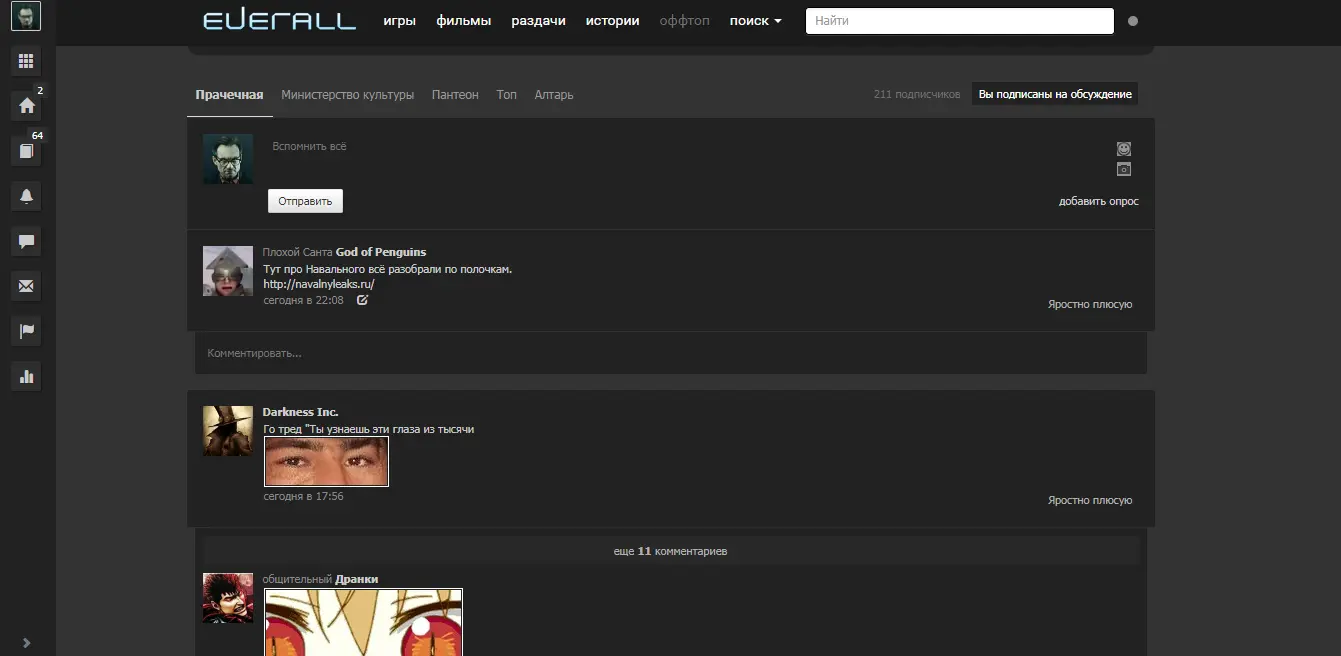 EVERALL игры фильмы раздачи истории оффтоп поиск Найти
2
64
Прачечная Министерство культуры Пантеон Топ Алтарь 211 подписчиков Вы подписаны на обсуждение
Вспомнить всё
Отправить добавить опрос
Плохой Санта God of Penguins
Тут про Навального всё разобрали по полочкам.
http://navalnyleaks.ru/
сегодня в 22:08
Яростно плюсую
Комментировать...
Darkness Inc.
Го тред "Ты узнаешь эти глаза из тысячи
сегодня в 17:56
Яростно плюсую
еще 11 комментариев
общительный Дранки